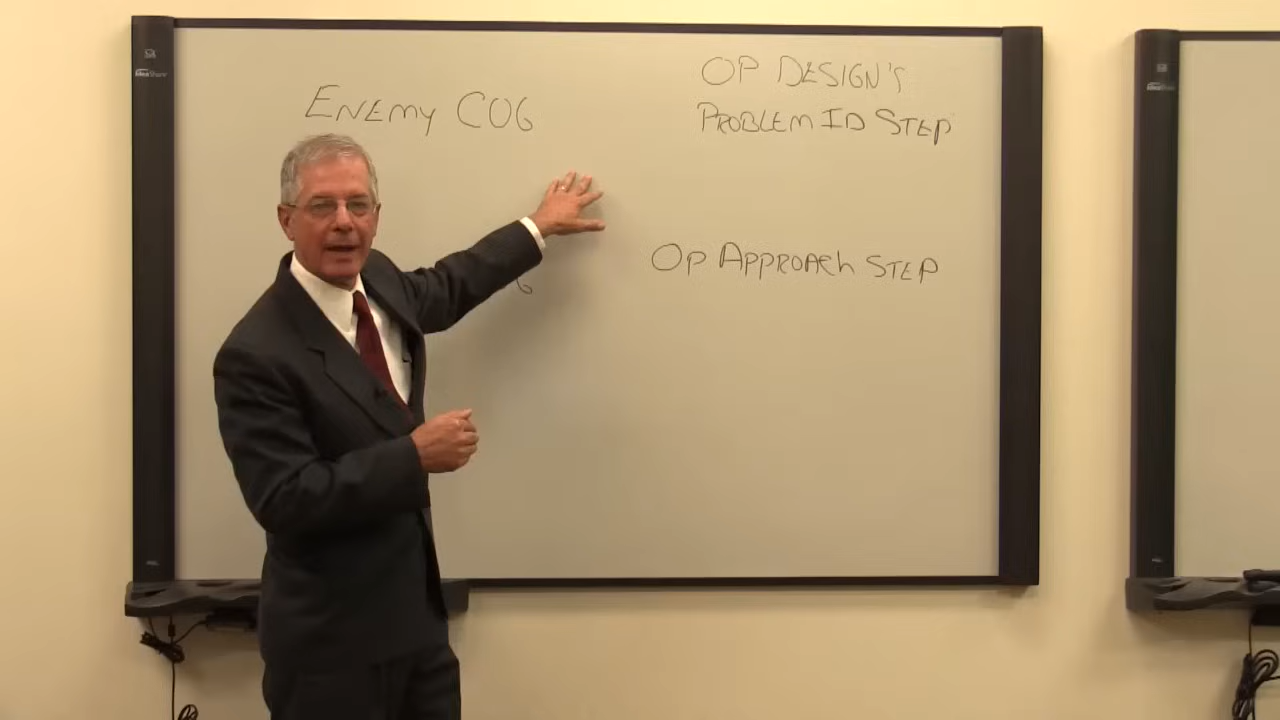 Enemy COG
OP DESIGN'S
PROBLEM ID STEP
OP APPROACh STEP